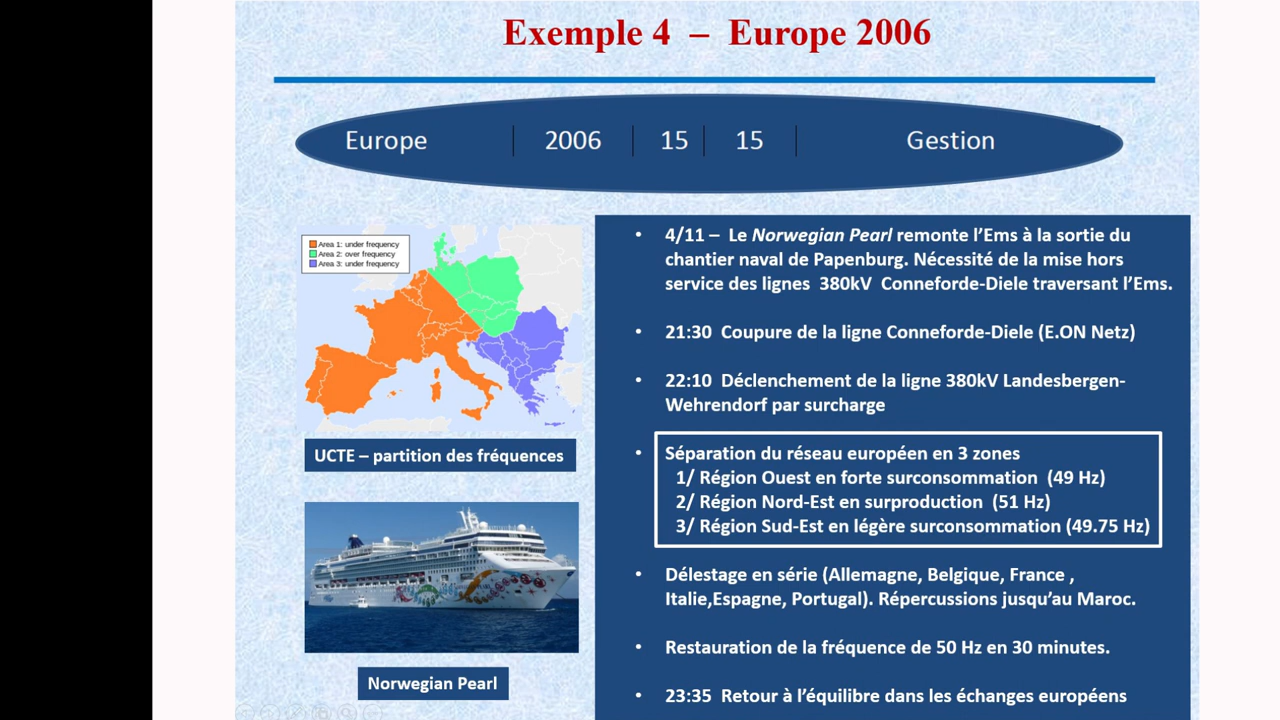 Exemple 4 – Europe 2006
Europe 2006 15 15 Gestion
Area 1: under frequency
Area 2: over frequency
Area 3: under frequency
UCTE – partition des fréquences
Norwegian Pearl
• 4/11 – Le Norwegian Pearl remonte l’Ems à la sortie du
chantier naval de Papenburg. Nécessité de la mise hors
service des lignes 380kV Conneforde-Diele traversant l’Ems.
• 21:30 Coupure de la ligne Conneforde-Diele (E.ON Netz)
• 22:10 Déclenchement de la ligne 380kV Landesbergen-
Wehrendorf par surcharge
• Séparation du réseau européen en 3 zones
1/ Région Ouest en forte surconsommation (49 Hz)
2/ Région Nord-Est en surproduction (51 Hz)
3/ Région Sud-Est en légère surconsommation (49.75 Hz)
• Délestage en série (Allemagne, Belgique, France ,
Italie,Espagne, Portugal). Répercussions jusqu’au Maroc.
• Restauration de la fréquence de 50 Hz en 30 minutes.
• 23:35 Retour à l’équilibre dans les échanges européens